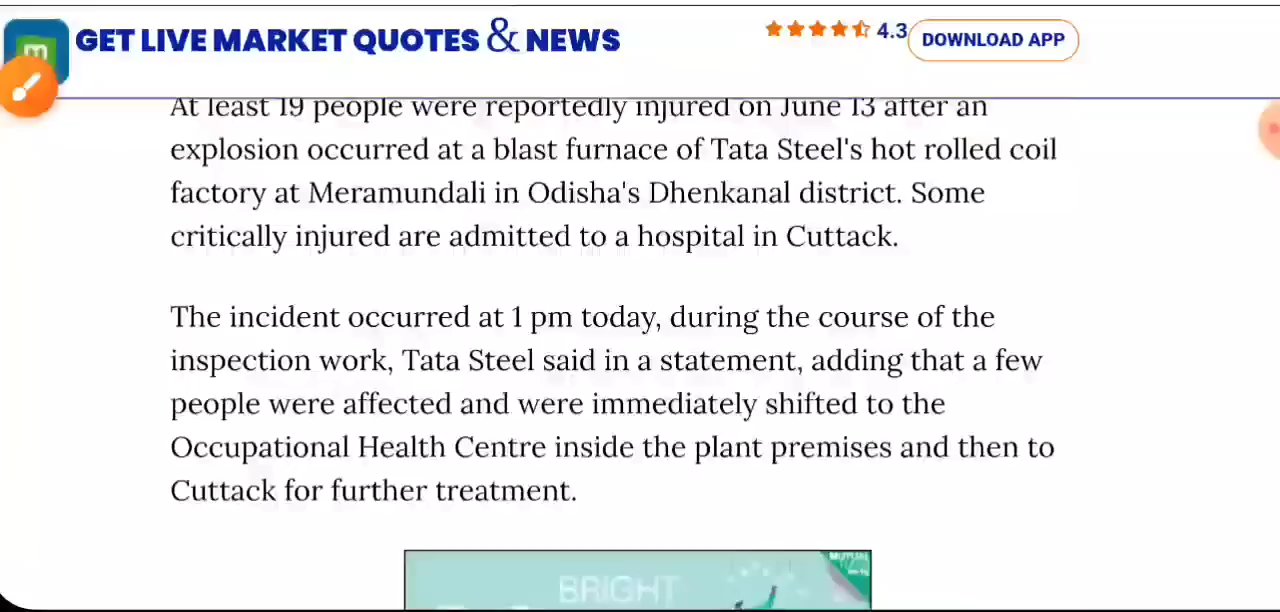 m
GET LIVE MARKET QUOTES & NEWS
4.3
DOWNLOAD APP
At least 19 people were reportedly injured on June 13 after an
explosion occurred at a blast furnace of Tata Steel's hot rolled coil
factory at Meramundali in Odisha's Dhenkanal district. Some
critically injured are admitted to a hospital in Cuttack.
The incident occurred at 1 pm today, during the course of the
inspection work, Tata Steel said in a statement, adding that a few
people were affected and were immediately shifted to the
Occupational Health Centre inside the plant premises and then to
Cuttack for further treatment.
BRIGHT